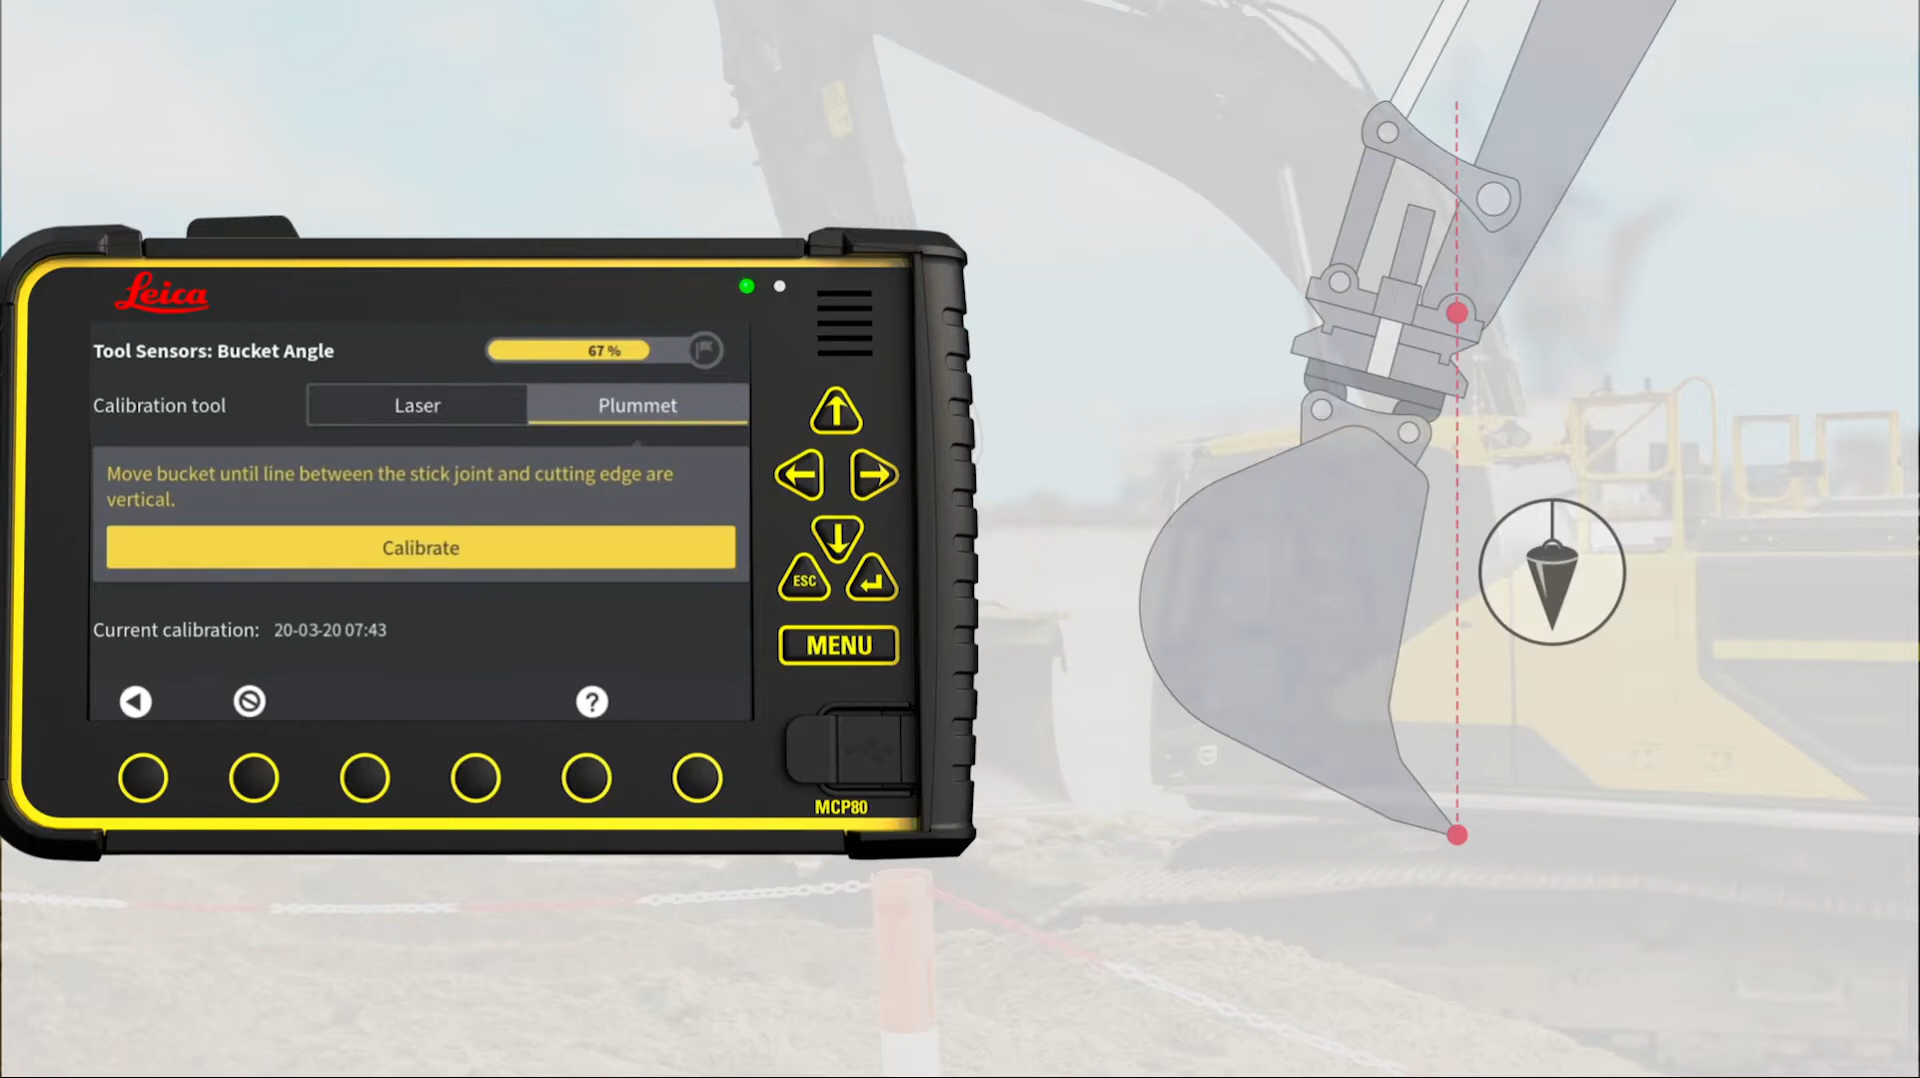 Leica
Tool Sensors: Bucket Angle
67 %
Calibration tool
Laser
Plummet
Move bucket until line between the stick joint and cutting edge are
vertical.
Calibrate
Current calibration: 20-03-20 07:43
?
ESC
MENU
MCP80